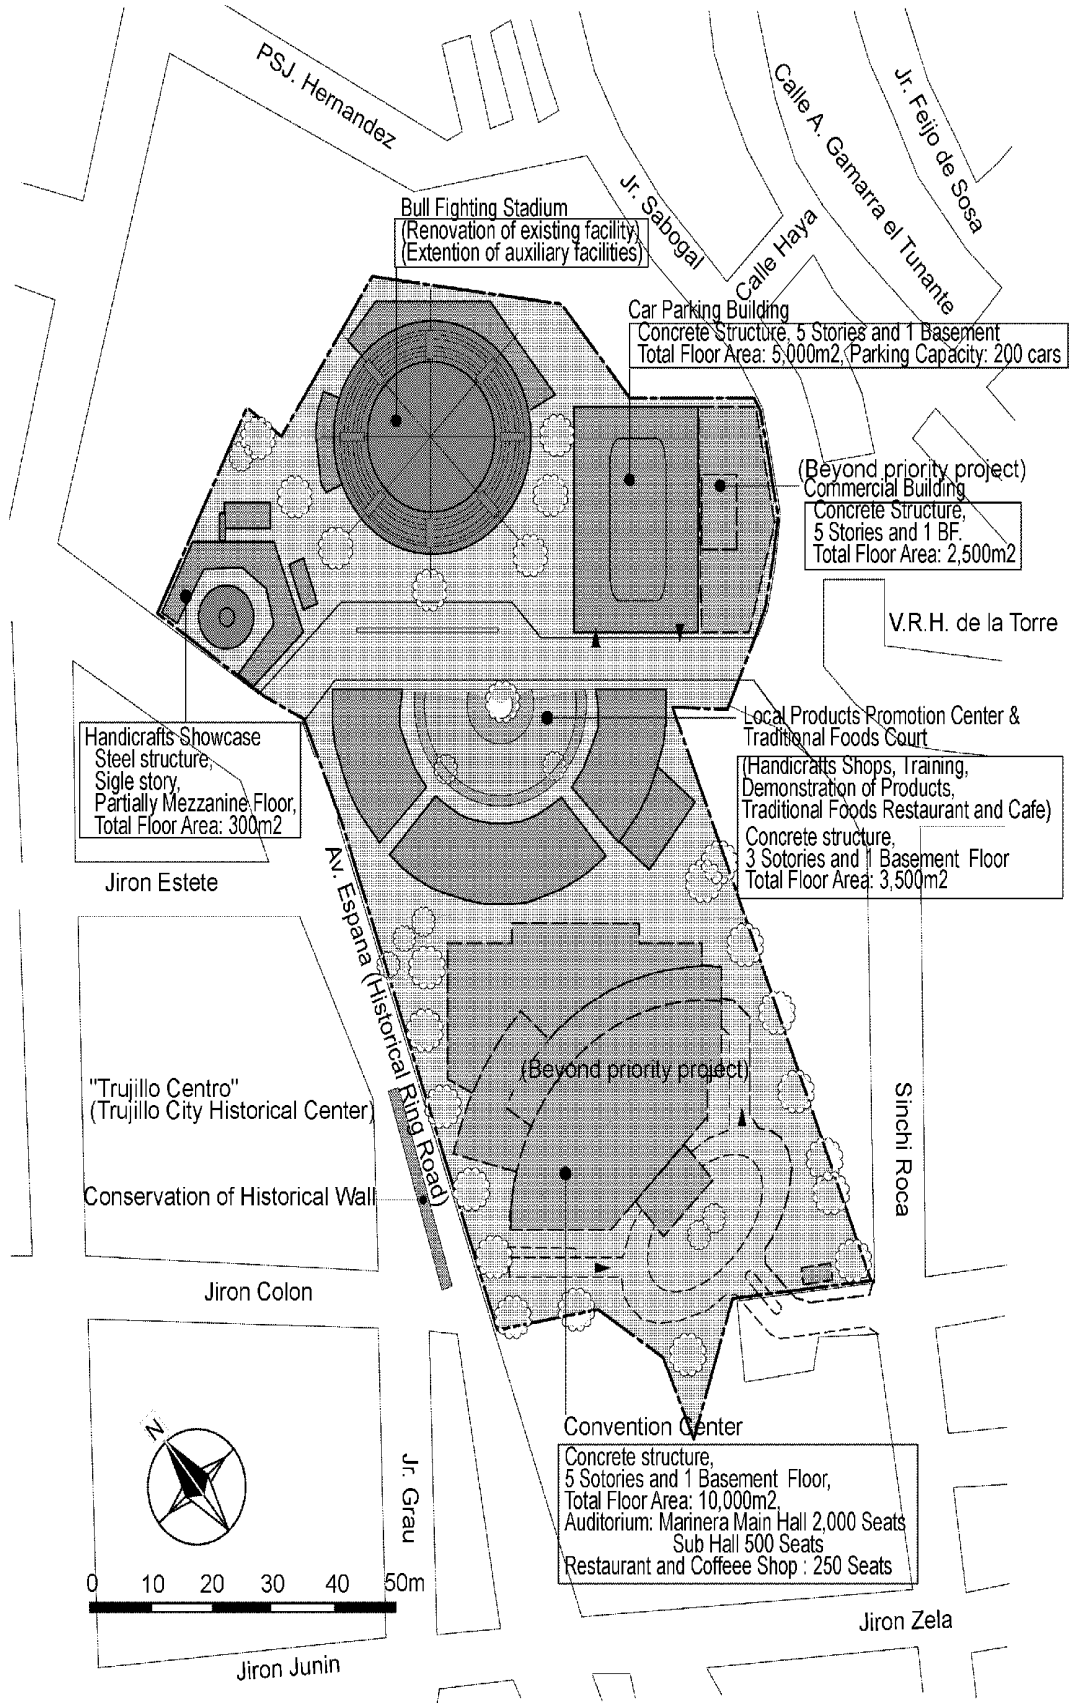 PSJ. Hernandez
Calle A. Gamarra el Tunante
Jr. Feijo de Sosa
Jr. Sabogal
Calle Haya
Bull Fighting Stadium
(Renovation of existing facility)
(Extention of auxiliary facilities)
Car Parking Building
Concrete Structure, 5 Stories and 1 Basement
Total Floor Area: 5,000m2, Parking Capacity: 200 cars
(Beyond priority project)
Commercial Building
Concrete Structure,
5 Stories and 1 BF.
Total Floor Area: 2,500m2
V.R.H. de la Torre
Handicrafts Showcase
Steel structure,
Sigle story,
Partially Mezzanine Floor,
Total Floor Area: 300m2
Local Products Promotion Center &
Traditional Foods Court
(Handicrafts Shops, Training,
Demonstration of Products,
Traditional Foods Restaurant and Cafe)
Concrete structure,
3 Sotories and 1 Basement Floor
Total Floor Area: 3,500m2
Jiron Estete
Av. Espana (Historical Ring Road)
(Beyond priority project)
"Trujillo Centro"
(Trujillo City Historical Center)
Sinchi Roca
Conservation of Historical Wall
Jiron Colon
Convention Center
Concrete structure,
5 Sotories and 1 Basement Floor,
Total Floor Area: 10,000m2,
Auditorium: Marinera Main Hall 2,000 Seats
Sub Hall 500 Seats
Restaurant and Coffeee Shop : 250 Seats
N
Jr. Grau
0 10 20 30 40 50m
Jiron Zela
Jiron Junin